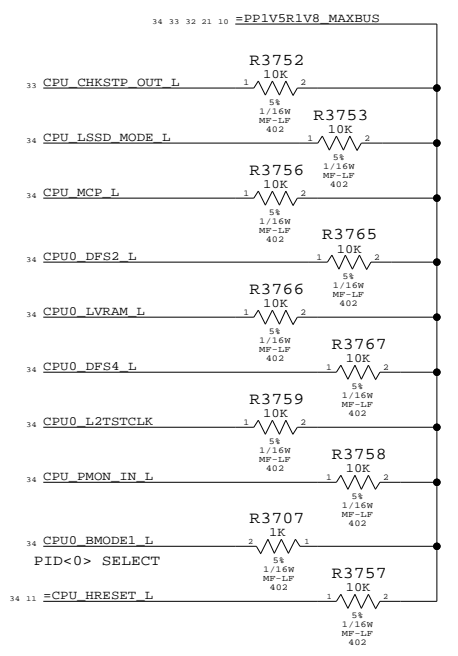 34 33 32 21 10 =PP1V5R1V8_MAXBUS
R3752
10K
33 CPU_CHKSTP_OUT_L 1 2
5%
1/16W
MF-LF
402
R3753
10K
34 CPU_LSSD_MODE_L 1 2
5%
1/16W
MF-LF
402
R3756
10K
34 CPU_MCP_L 1 2
5%
1/16W
MF-LF
402
R3765
10K
34 CPU0_DFS2_L 1 2
5%
1/16W
MF-LF
402
R3766
10K
34 CPU0_LVRAM_L 1 2
5%
1/16W
MF-LF
402
R3767
10K
34 CPU0_DFS4_L 1 2
5%
1/16W
MF-LF
402
R3759
10K
34 CPU0_L2TSTCLK 1 2
5%
1/16W
MF-LF
402
R3758
10K
34 CPU_PMON_IN_L 1 2
5%
1/16W
MF-LF
402
R3707
1K
34 CPU0_BMODE1_L 2 1
5%
1/16W
MF-LF
402
PID<0> SELECT
R3757
10K
34 11 =CPU_HRESET_L 1 2
5%
1/16W
MF-LF
402